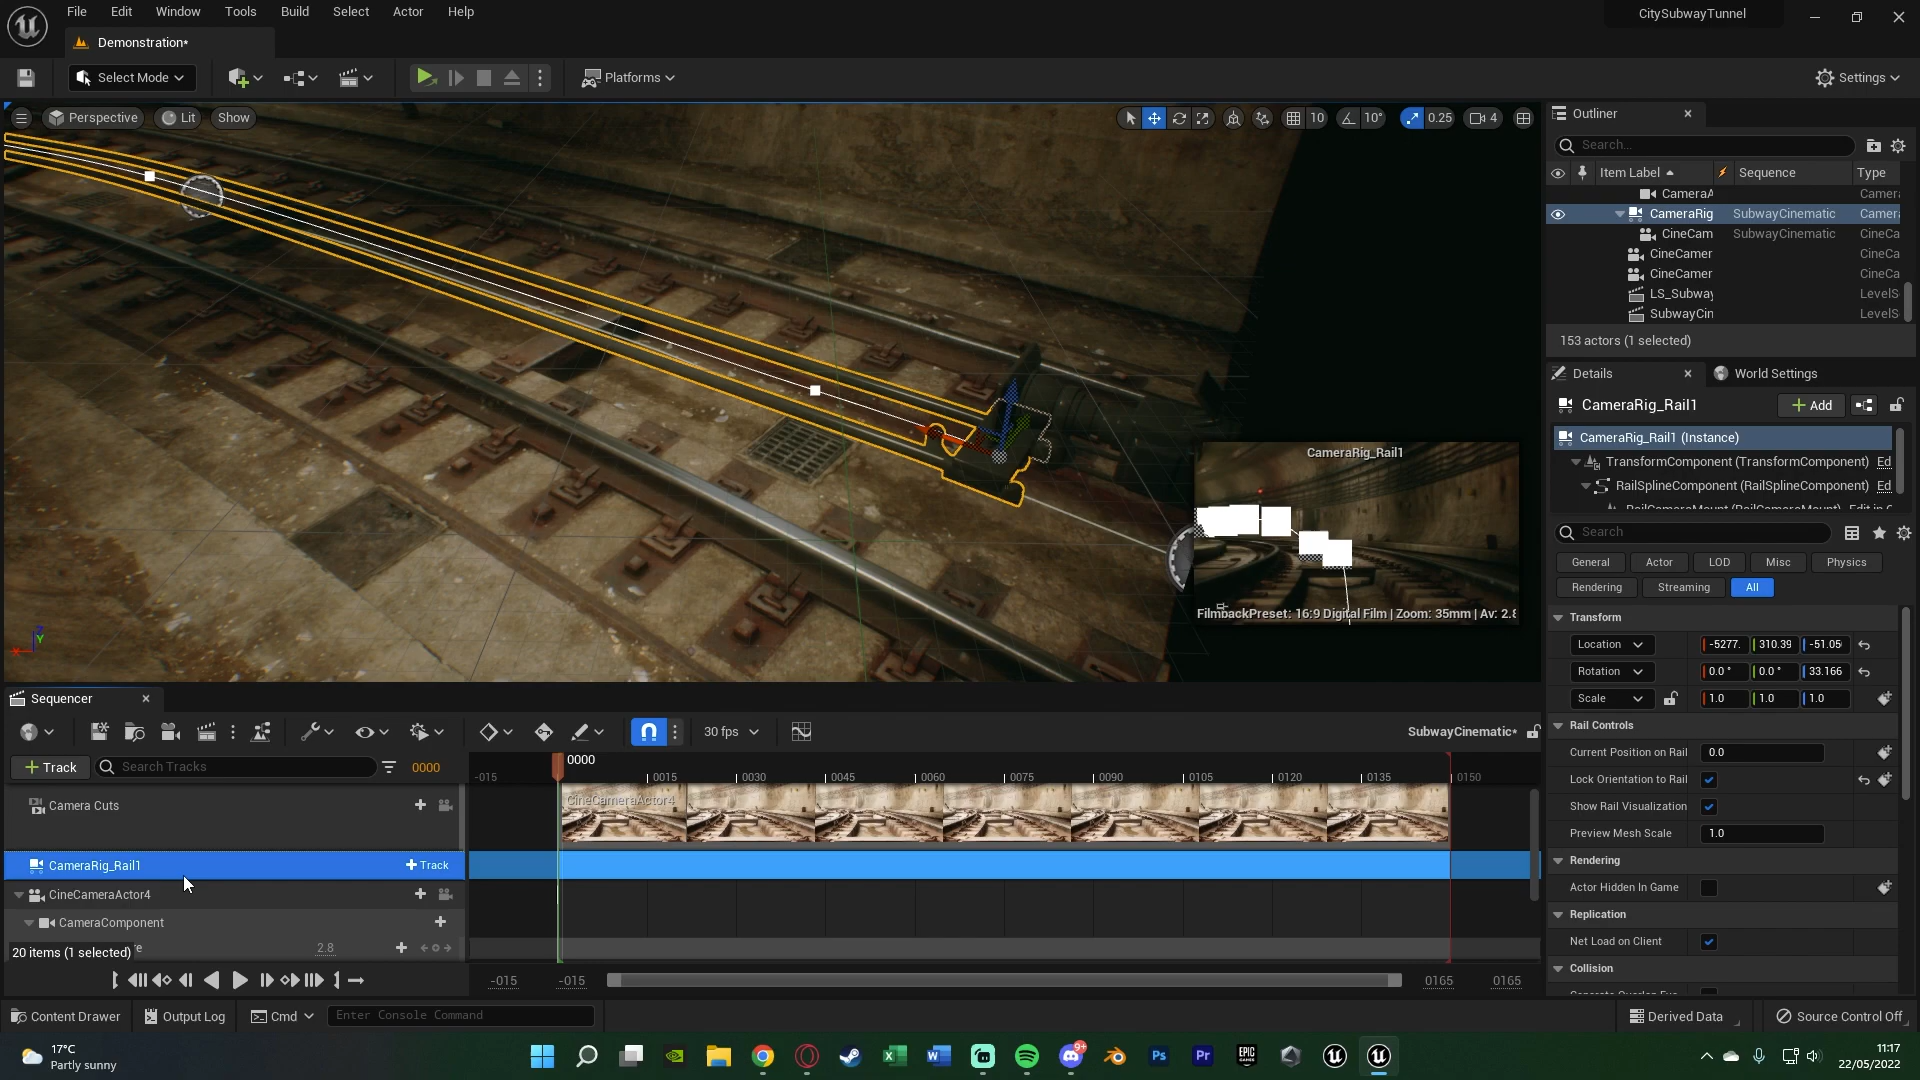 File Edit Window Tools Build Select Actor Help
CitySubwayTunnel
Demonstration*
Select Mode
Platforms
Settings
Perspective
Lit
Show
10
10°
0.25
4
CameraRig_Rail1
FilmbackPreset: 16:9 Digital Film | Zoom: 35mm | Av: 2.8
Outliner
Search...
Item Label
Sequence
Type
CameraA
Camer
CameraRig
SubwayCinematic
Camer
CineCam
SubwayCinematic
CineCa
CineCamer
CineCa
CineCamer
CineCa
LS_Subway
LevelS
SubwayCin
LevelS
153 actors (1 selected)
Details
World Settings
CameraRig_Rail1
Add
CameraRig_Rail1 (Instance)
TransformComponent (TransformComponent) Ed
RailSplineComponent (RailSplineComponent) Ed
Search
General
Actor
LOD
Misc
Physics
Rendering
Streaming
All
Transform
Location
-5277.
310.39
-51.05
Rotation
0.0 °
0.0 °
33.166
Scale
1.0
1.0
1.0
Rail Controls
Current Position on Rail
0.0
Lock Orientation to Rail
Show Rail Visualization
Preview Mesh Scale
1.0
Rendering
Actor Hidden In Game
Replication
Net Load on Client
Collision
Sequencer
30 fps
SubwayCinematic*
Track
Search Tracks
0000
-015
0000
0015
0030
0045
0060
0075
0090
0105
0120
0135
0150
Camera Cuts
CineCameraActor4
CameraRig_Rail1
Track
CineCameraActor4
CameraComponent
20 items (1 selected)
re
2.8
-015
-015
0165
0165
Content Drawer
Output Log
Cmd
Enter Console Command
Derived Data
Source Control Off
17°C
Partly sunny
9+
Ps
Pr
EPIC
11:17
22/05/2022